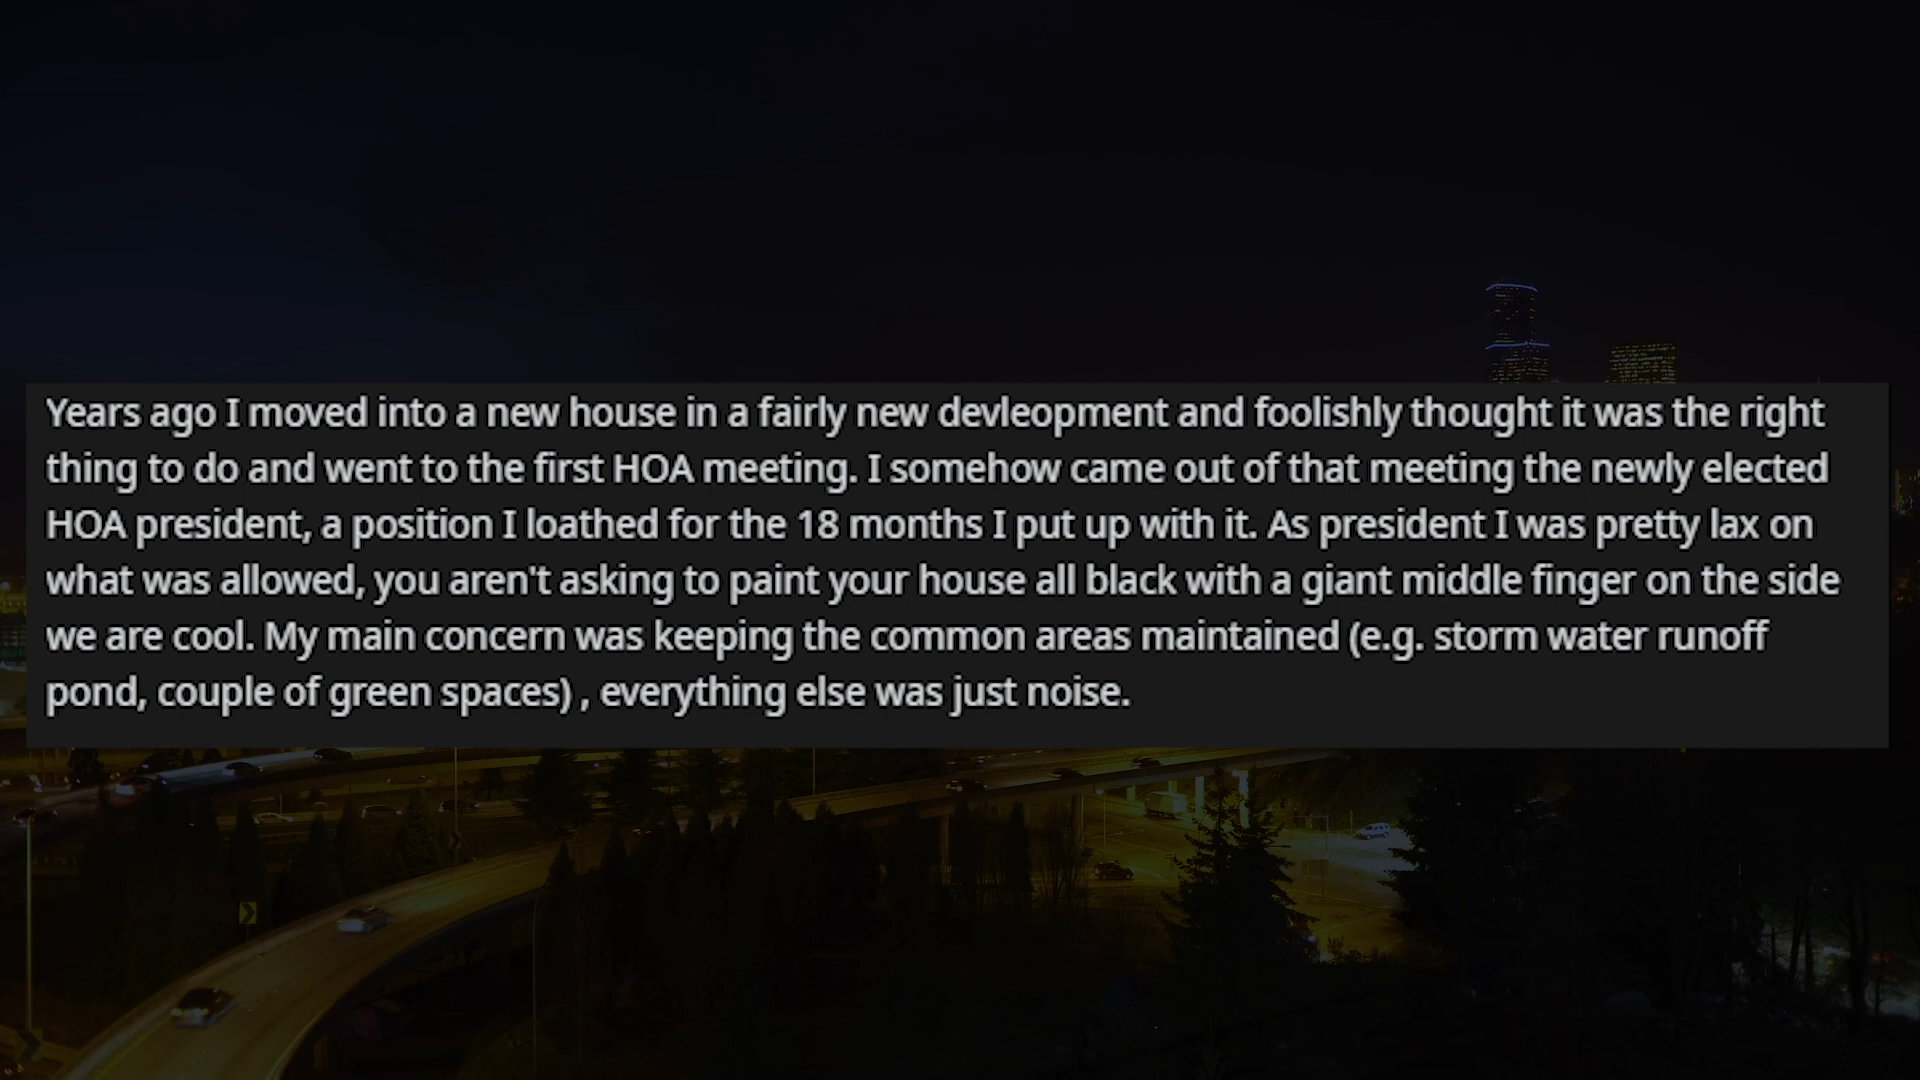 Years ago I moved into a new house in a fairly new devleopment and foolishly thought it was the right
thing to do and went to the first HOA meeting. I somehow came out of that meeting the newly elected
HOA president, a position I loathed for the 18 months I put up with it. As president I was pretty lax on
what was allowed, you aren't asking to paint your house all black with a giant middle finger on the side
we are cool. My main concern was keeping the common areas maintained (e.g. storm water runoff
pond, couple of green spaces) , everything else was just noise.